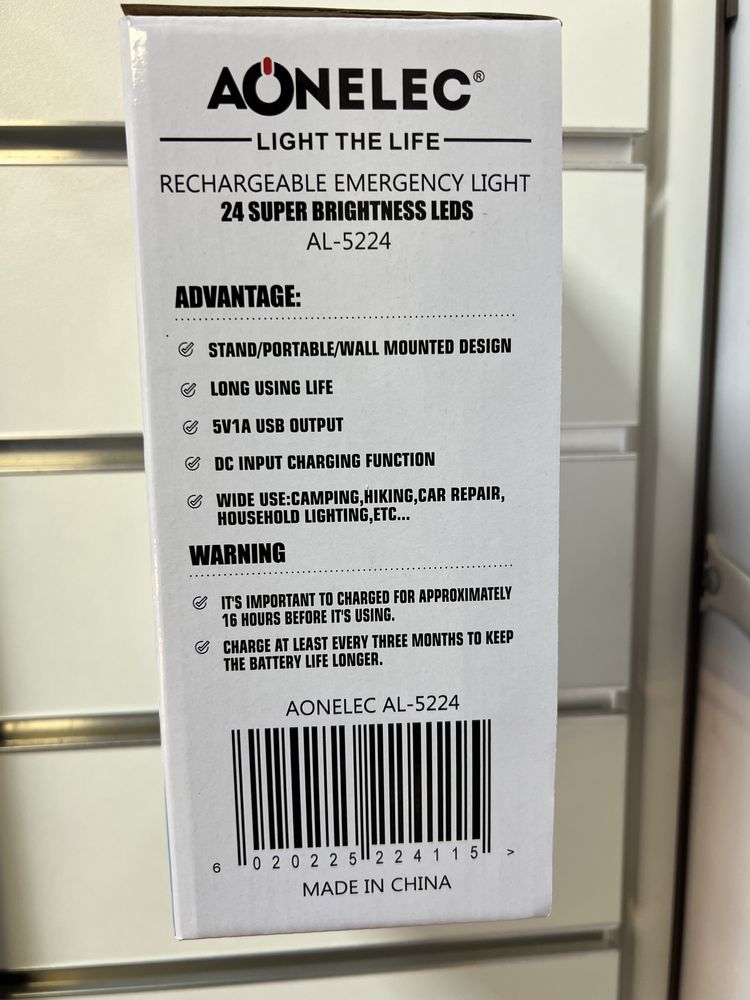 AONELEC®
LIGHT THE LIFE
RECHARGEABLE EMERGENCY LIGHT
24 SUPER BRIGHTNESS LEDS
AL-5224
ADVANTAGE:
STAND/PORTABLE/WALL MOUNTED DESIGN
LONG USING LIFE
5V1A USB OUTPUT
DC INPUT CHARGING FUNCTION
WIDE USE:CAMPING,HIKING,CAR REPAIR,
HOUSEHOLD LIGHTING,ETC...
WARNING
IT'S IMPORTANT TO CHARGED FOR APPROXIMATELY
16 HOURS BEFORE IT'S USING.
CHARGE AT LEAST EVERY THREE MONTHS TO KEEP
THE BATTERY LIFE LONGER.
AONELEC AL-5224
6 020225 224115 >
MADE IN CHINA